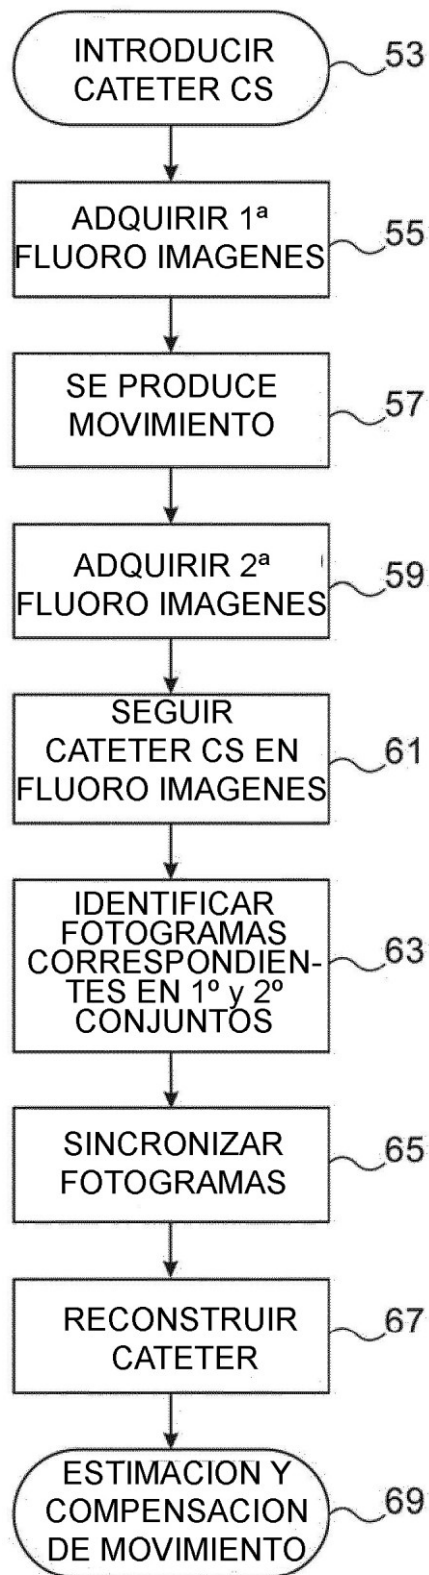 INTRODUCIR
CATETER CS
53
ADQUIRIR 1ª
FLUORO IMAGENES
55
SE PRODUCE
MOVIMIENTO
57
ADQUIRIR 2ª
FLUORO IMAGENES
59
SEGUIR
CATETER CS EN
FLUORO IMAGENES
61
IDENTIFICAR
FOTOGRAMAS
CORRESPONDIEN-
TES EN 1º y 2º
CONJUNTOS
63
SINCRONIZAR
FOTOGRAMAS
65
RECONSTRUIR
CATETER
67
ESTIMACION Y
COMPENSACION
DE MOVIMIENTO
69